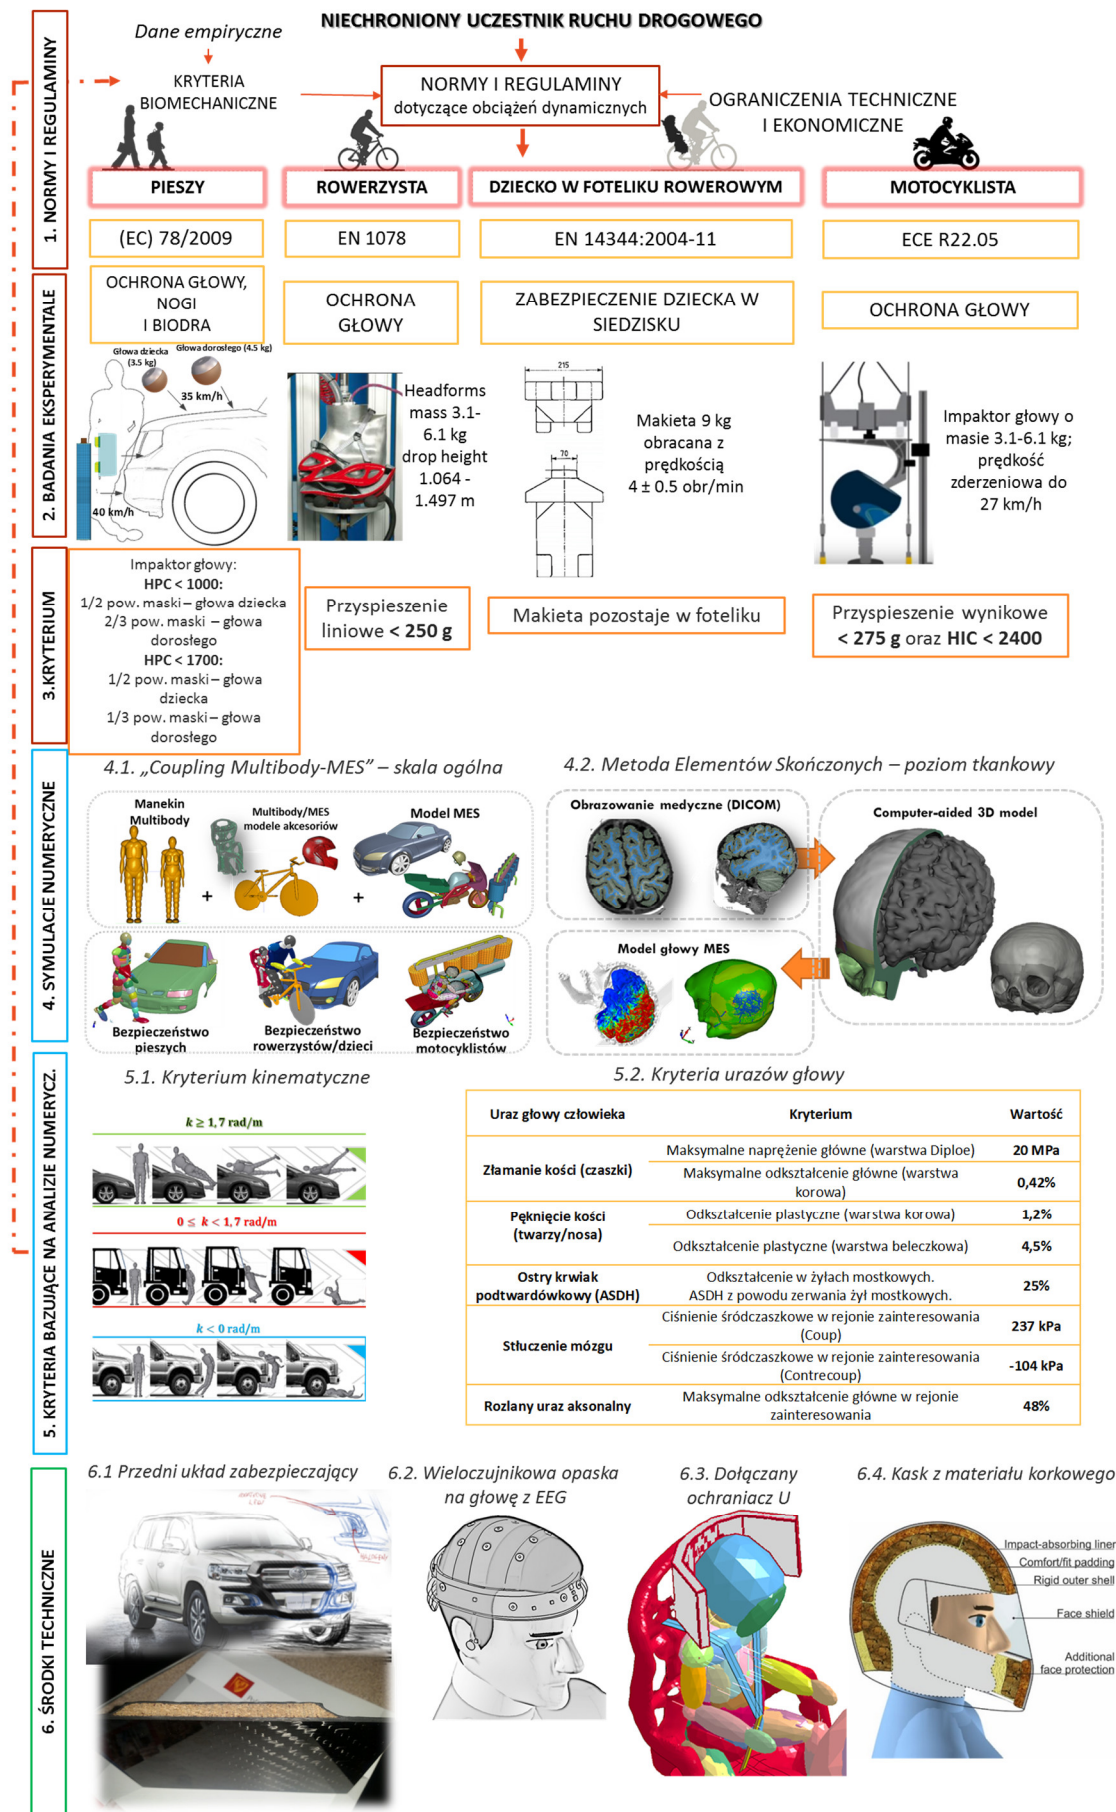 NIECHRONIONY UCZESTNIK RUCHU DROGOWEGO
Dane empiryczne
KRYTERIA
BIOMECHANICZNE
NORMY I REGULAMINY
dotyczące obciążeń dynamicznych
OGRANICZENIA TECHNICZNE
I EKONOMICZNE
1. NORMY I REGULAMINY
PIESZY
ROWERZYSTA
DZIECKO W FOTELIKU ROWEROWYM
MOTOCYKLISTA
(EC) 78/2009
EN 1078
EN 14344:2004-11
ECE R22.05
2. BADANIA EKSPERYMENTALE
OCHRONA GŁOWY,
NOGI
I BIODRA
OCHRONA
GŁOWY
ZABEZPIECZENIE DZIECKA W
SIEDZISKU
OCHRONA GŁOWY
Głowa dziecka
(3.5 kg)
Głowa dorosłego (4.5 kg)
35 km/h
40 km/h
Headforms
mass 3.1-
6.1 kg
drop height
1.064 -
1.497 m
215
70
Makieta 9 kg
obracana z
prędkością
4 ± 0.5 obr/min
Impaktor głowy o
masie 3.1-6.1 kg;
prędkość
zderzeniowa do
27 km/h
3.KRYTERIUM
Impaktor głowy:
HPC < 1000:
1/2 pow. maski – głowa dziecka
2/3 pow. maski – głowa
dorosłego
HPC < 1700:
1/2 pow. maski – głowa
dziecka
1/3 pow. maski – głowa
dorosłego
Przyspieszenie
liniowe < 250 g
Makieta pozostaje w foteliku
Przyspieszenie wynikowe
< 275 g oraz HIC < 2400
4. SYMULACJE NUMERYCZNE
4.1. „Coupling Multibody-MES” – skala ogólna
Manekin
Multibody
Multibody/MES
modele akcesoriów
Model MES
+
+
Bezpieczeństwo
pieszych
Bezpieczeństwo
rowerzystów/dzieci
Bezpieczeństwo
motocyklistów
4.2. Metoda Elementów Skończonych – poziom tkankowy
Obrazowanie medyczne (DICOM)
Computer-aided 3D model
Model głowy MES
5. KRYTERIA BAZUJĄCE NA ANALIZIE NUMERYCZ.
5.1. Kryterium kinematyczne
k ≥ 1,7 rad/m
0 ≤ k < 1,7 rad/m
k < 0 rad/m
5.2. Kryteria urazów głowy
Uraz głowy człowieka
Kryterium
Wartość
Złamanie kości (czaszki)
Maksymalne naprężenie główne (warstwa Diploe)
20 MPa
Maksymalne odkształcenie główne (warstwa
korowa)
0,42%
Pęknięcie kości
(twarzy/nosa)
Odkształcenie plastyczne (warstwa korowa)
1,2%
Odkształcenie plastyczne (warstwa beleczkowa)
4,5%
Ostry krwiak
podtwardówkowy (ASDH)
Odkształcenie w żyłach mostkowych.
ASDH z powodu zerwania żył mostkowych.
25%
Stłuczenie mózgu
Ciśnienie śródczaszkowe w rejonie zainteresowania
(Coup)
237 kPa
Ciśnienie śródczaszkowe w rejonie zainteresowania
(Contrecoup)
-104 kPa
Rozlany uraz aksonalny
Maksymalne odkształcenie główne w rejonie
zainteresowania
48%
6. ŚRODKI TECHNICZNE
6.1 Przedni układ zabezpieczający
6.2. Wieloczujnikowa opaska
na głowę z EEG
6.3. Dołączany
ochraniacz U
6.4. Kask z materiału korkowego
Impact-absorbing liner
Comfort/fit padding
Rigid outer shell
Face shield
Additional
face protection